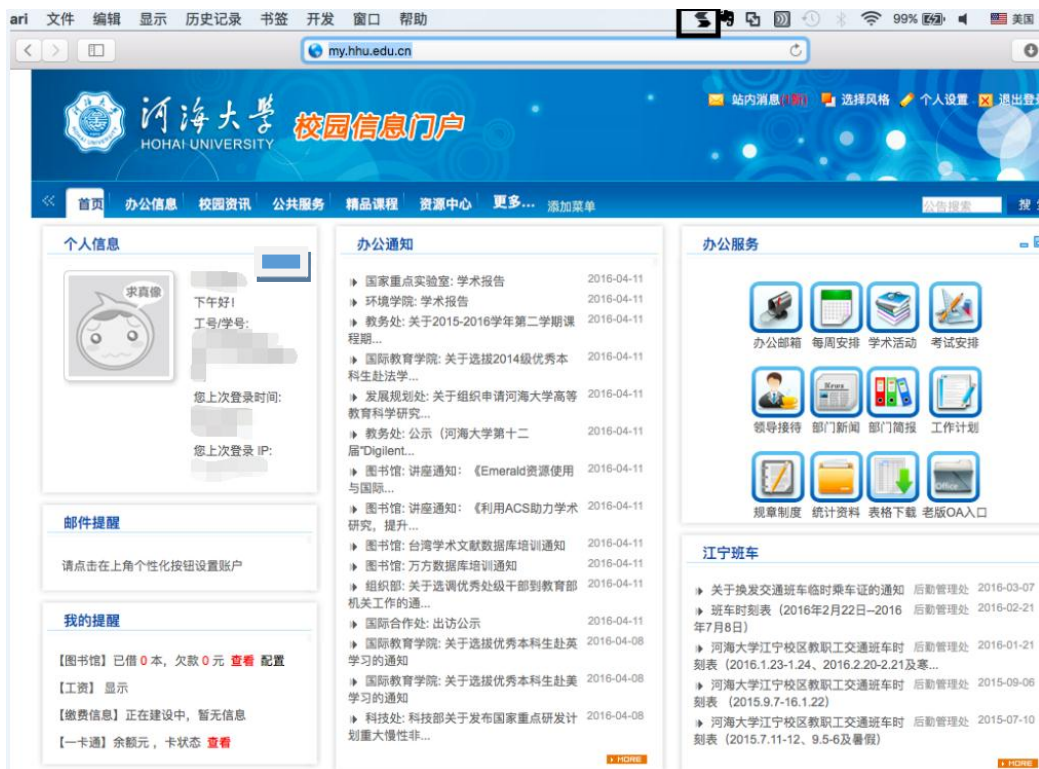 ari 文件 编辑 显示 历史记录 书签 开发 窗口 帮助
99% 美国
my.hhu.edu.cn
河海大学 校园信息门户
HOHAI UNIVERSITY
站内消息 选择风格 个人设置 退出登录
首页 办公信息 校园资讯 公共服务 精品课程 资源中心 更多... 添加菜单
公告搜索 搜
个人信息
求真像
下午好!
工号/学号:
您上次登录时间:
您上次登录 IP:
邮件提醒
请点击在上角个性化按钮设置账户
我的提醒
【图书馆】已借 0 本, 欠款 0 元 查看 配置
【工资】 显示
【缴费信息】正在建设中, 暂无信息
【一卡通】余额元 , 卡状态 查看
办公通知
国家重点实验室: 学术报告 2016-04-11
环境学院: 学术报告 2016-04-11
教务处: 关于2015-2016学年第二学期课 2016-04-11
程期...
国际教育学院: 关于选拔2014级优秀本 2016-04-11
科生赴法学...
发展规划处: 关于组织申请河海大学高等 2016-04-11
教育科学研究...
教务处: 公示（河海大学第十二 2016-04-11
届"Digilent...
图书馆: 讲座通知: 《Emerald资源使用 2016-04-11
与国际...
图书馆: 讲座通知: 《利用ACS助力学术 2016-04-11
研究, 提升...
图书馆: 台湾学术文献数据库培训通知 2016-04-11
图书馆: 万方数据库培训通知 2016-04-11
组织部: 关于选调优秀处级干部到教育部 2016-04-11
机关工作的通...
国际合作处: 出访公示 2016-04-11
国际教育学院: 关于选拔优秀本科生赴英 2016-04-08
学习的通知
国际教育学院: 关于选拔优秀本科生赴美 2016-04-08
学习的通知
科技处: 科技部关于发布国家重点研发计 2016-04-08
划重大慢性非...
MORE
办公服务
办公邮箱 每周安排 学术活动 考试安排
News
领导接待 部门新闻 部门简报 工作计划
Office
规章制度 统计资料 表格下载 老版OA入口
江宁班车
关于换发交通班车临时乘车证的通知 后勤管理处 2016-03-07
班车时刻表（2016年2月22日--2016 后勤管理处 2016-02-21
年7月8日）
河海大学江宁校区教职工交通班车时 后勤管理处 2016-01-21
刻表（2016.1.23-1.24、2016.2.20-2.21及寒...
河海大学江宁校区教职工交通班车时 后勤管理处 2015-09-06
刻表 （2015.9.7-16.1.22）
河海大学江宁校区教职工交通班车时 后勤管理处 2015-07-10
刻表（2015.7.11-12、9.5-6及暑假）
MORE